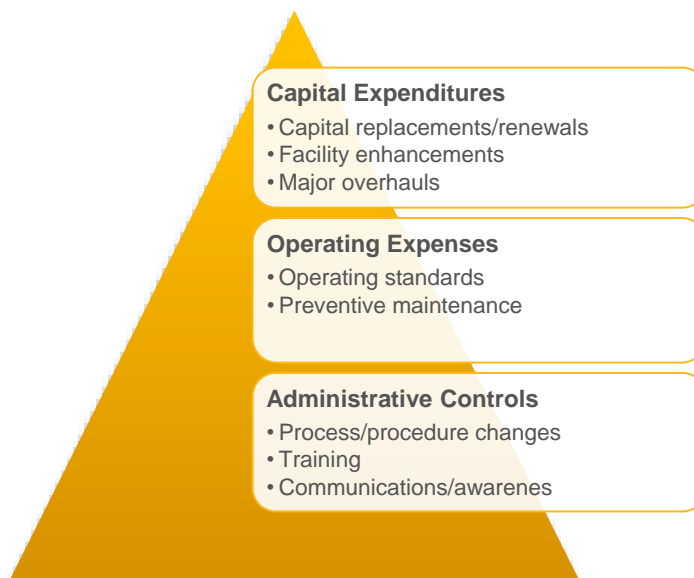 Capital Expenditures
• Capital replacements/renewals
• Facility enhancements
• Major overhauls
Operating Expenses
• Operating standards
• Preventive maintenance
Administrative Controls
• Process/procedure changes
• Training
• Communications/awarenes